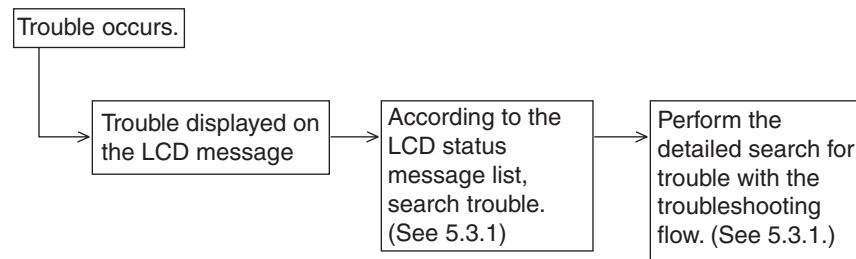 Trouble occurs.
Trouble displayed on
the LCD message
According to the
LCD status
message list,
search trouble.
(See 5.3.1)
Perform the
detailed search for
trouble with the
troubleshooting
flow. (See 5.3.1.)